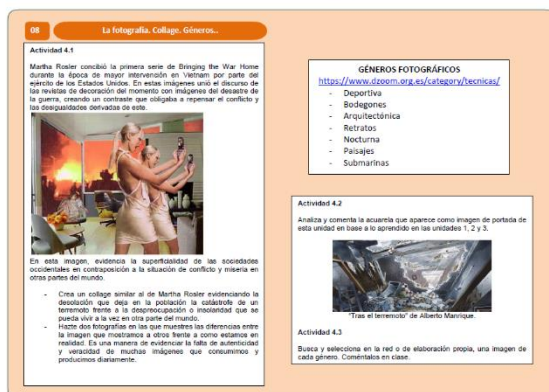 08
La fotografía. Collage. Géneros..
Actividad 4.1
Martha Rosler concibió la primera serie de Bringing the War Home
durante la época de mayor intervención en Vietnam por parte del
ejército de los Estados Unidos. En estas imágenes unió el discurso de
las revistas de decoración del momento con imágenes del desastre de
la guerra, creando un contraste que obligaba a repensar el conflicto y
las desigualdades derivadas de este.
En esta imagen, evidencia la superficialidad de las sociedades
occidentales en contraposición a la situación de conflicto y miseria en
otras partes del mundo.
- Crea un collage similar al de Martha Rosler evidenciando la
desolación que deja en la población la catástrofe de un
terremoto frente a la despreocupación o insolaridad que se
pueda vivir a la vez en otra parte del mundo.
- Hazte dos fotografías en las que muestres las diferencias entre
la imagen que mostramos a otros frente a como estamos en
realidad. Es una manera de evidenciar la falta de autenticidad
y veracidad de muchas imágenes que consumimos y
producimos diariamente.
GÉNEROS FOTOGRÁFICOS
https://www.dzoom.org.es/category/tecnicas/
- Deportiva
- Bodegones
- Arquitectónica
- Retratos
- Nocturna
- Paisajes
- Submarinas
Actividad 4.2
Analiza y comenta la acuarela que aparece como imagen de portada de
esta unidad en base a lo aprendido en las unidades 1, 2 y 3.
"Tras el terremoto" de Alberto Manrique.
Actividad 4.3
Busca y selecciona en la red o de elaboración propia, una imagen de
cada género. Coméntalos en clase.